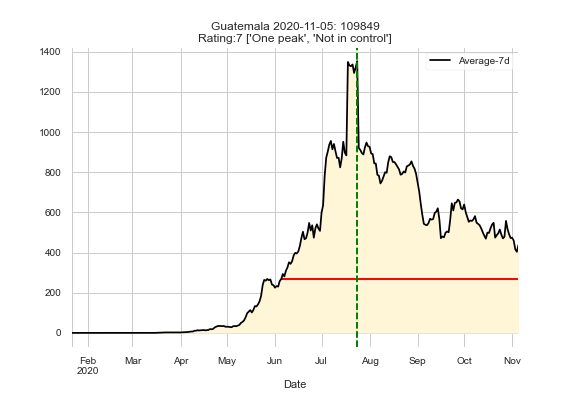 Guatemala 2020-11-05: 109849
Rating:7 ['One peak', 'Not in control']
1400
1200
1000
800
600
400
200
0
Average-7d
Feb
2020
Mar
Apr
May
Jun
Jul
Aug
Sep
Oct
Nov
Date